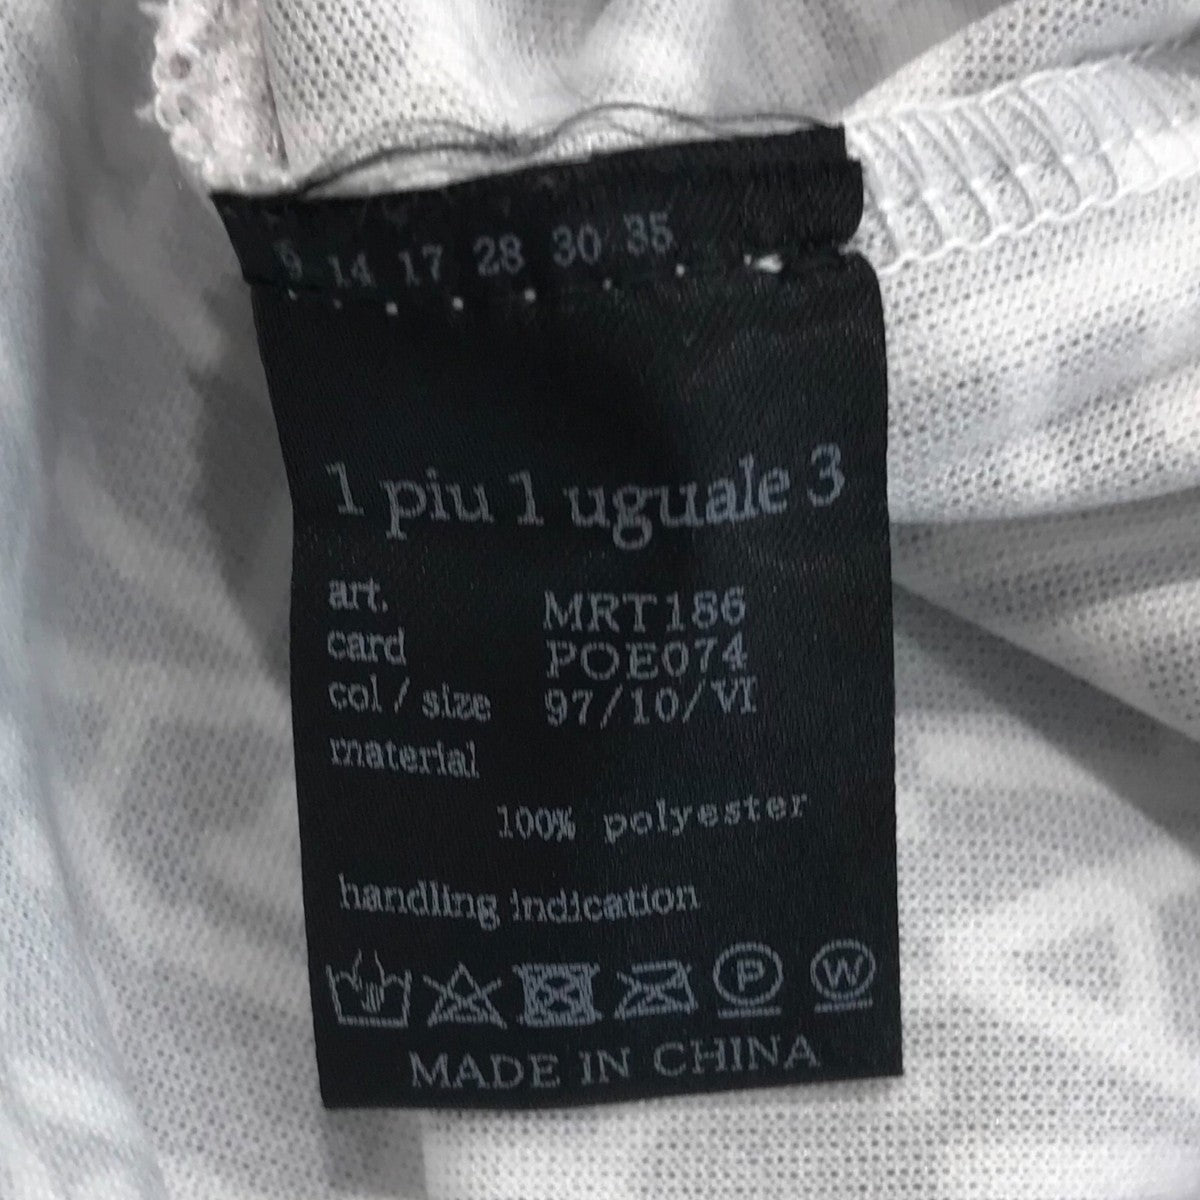 9 14 17 28 30 35
1 piu 1 uguale 3
art. MRT186
card POE074
col / size 97/10/VI
material
100% polyester
handling indication
P W
MADE IN CHINA